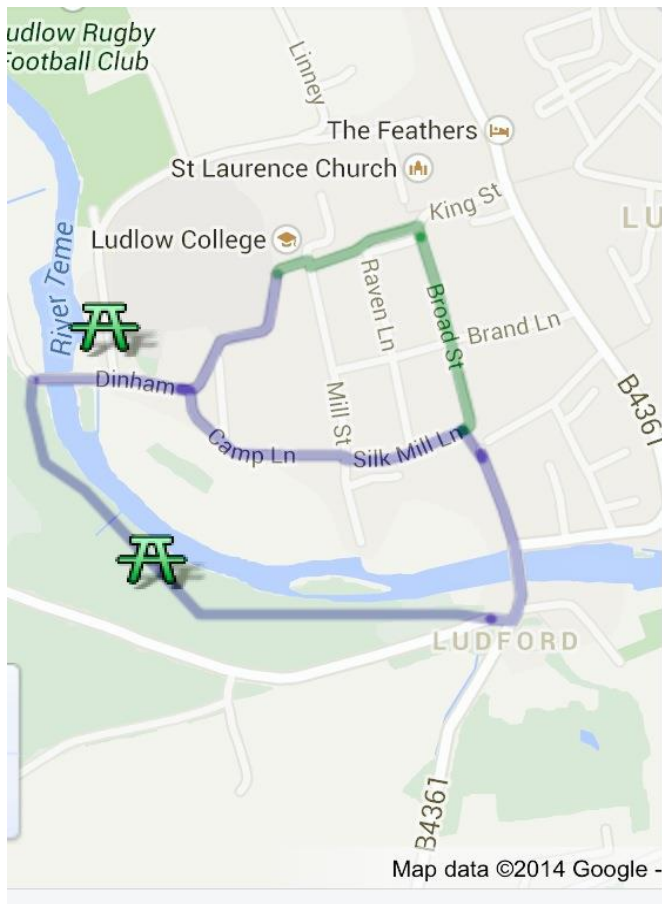 udlow Rugby
Football Club
Linney
The Feathers
St Laurence Church
King St
LU
Ludlow College
River Teme
Raven Ln
Broad St
Brand Ln
Dinham
Mill St
B4361
Camp Ln
Silk Mill Ln
LUDFORD
B4361
Map data ©2014 Google -